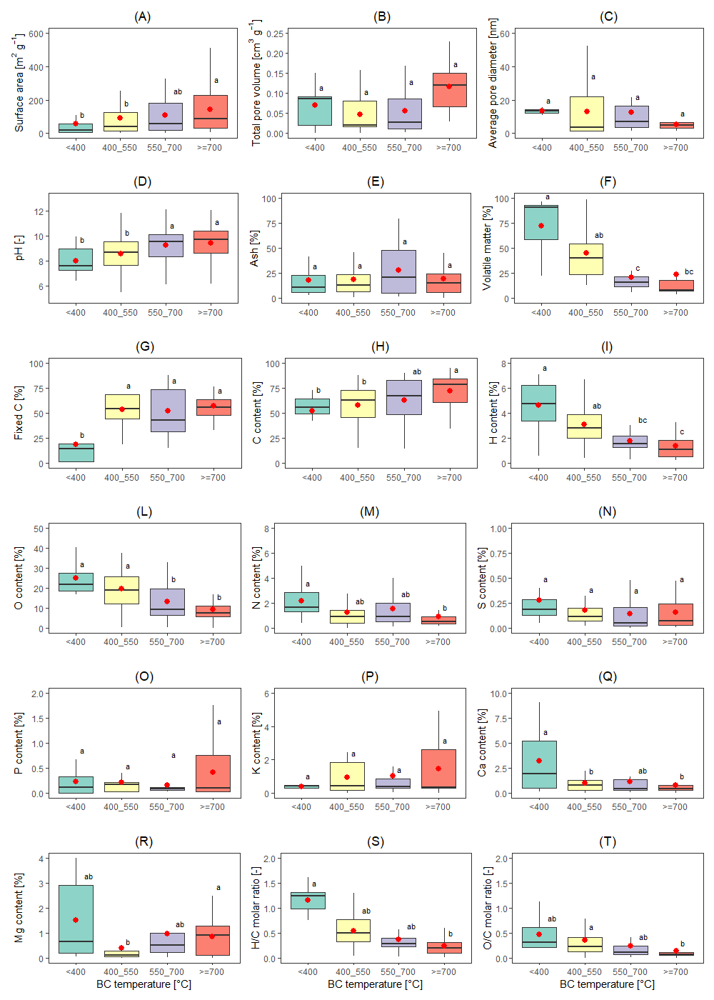 (A) (B) (C)
Surface area [m² g⁻¹] Total pore volume [cm³ g⁻¹] Average pore diameter [nm]
600 0.25 60
400 0.20 40
200 0.15 20
0 0.10 0
0.05
0.00
b b ab a
a a a a
a a a a
<400 400_550 550_700 >=700 <400 400_550 550_700 >=700 <400 400_550 550_700 >=700
(D) (E) (F)
pH [-] Ash [%] Volatile matter [%]
12 100 100
10 75 75
8 50 50
6 25 25
0 0
b b a a
a a a a
a ab c bc
<400 400_550 550_700 >=700 <400 400_550 550_700 >=700 <400 400_550 550_700 >=700
(G) (H) (I)
Fixed C [%] C content [%] H content [%]
100 100 8
75 75 6
50 50 4
25 25 2
0 0 0
b a a a
b b ab a
a ab bc c
<400 400_550 550_700 >=700 <400 400_550 550_700 >=700 <400 400_550 550_700 >=700
(L) (M) (N)
O content [%] N content [%] S content [%]
50 8 1.00
40 6 0.75
30 4 0.50
20 2 0.25
10 0 0.00
0
a a b b
a ab ab b
a a a a
<400 400_550 550_700 >=700 <400 400_550 550_700 >=700 <400 400_550 550_700 >=700
(O) (P) (Q)
P content [%] K content [%] Ca content [%]
2.0 6 10.0
1.5 4 7.5
1.0 2 5.0
0.5 0 2.5
0.0 0.0
a a a a
a a a a
a b ab b
<400 400_550 550_700 >=700 <400 400_550 550_700 >=700 <400 400_550 550_700 >=700
(R) (S) (T)
Mg content [%] H/C molar ratio [-] O/C molar ratio [-]
4 2.0 2.0
3 1.5 1.5
2 1.0 1.0
1 0.5 0.5
0 0.0 0.0
ab b ab a
a ab ab b
ab a ab b
<400 400_550 550_700 >=700 <400 400_550 550_700 >=700 <400 400_550 550_700 >=700
BC temperature [°C] BC temperature [°C] BC temperature [°C]